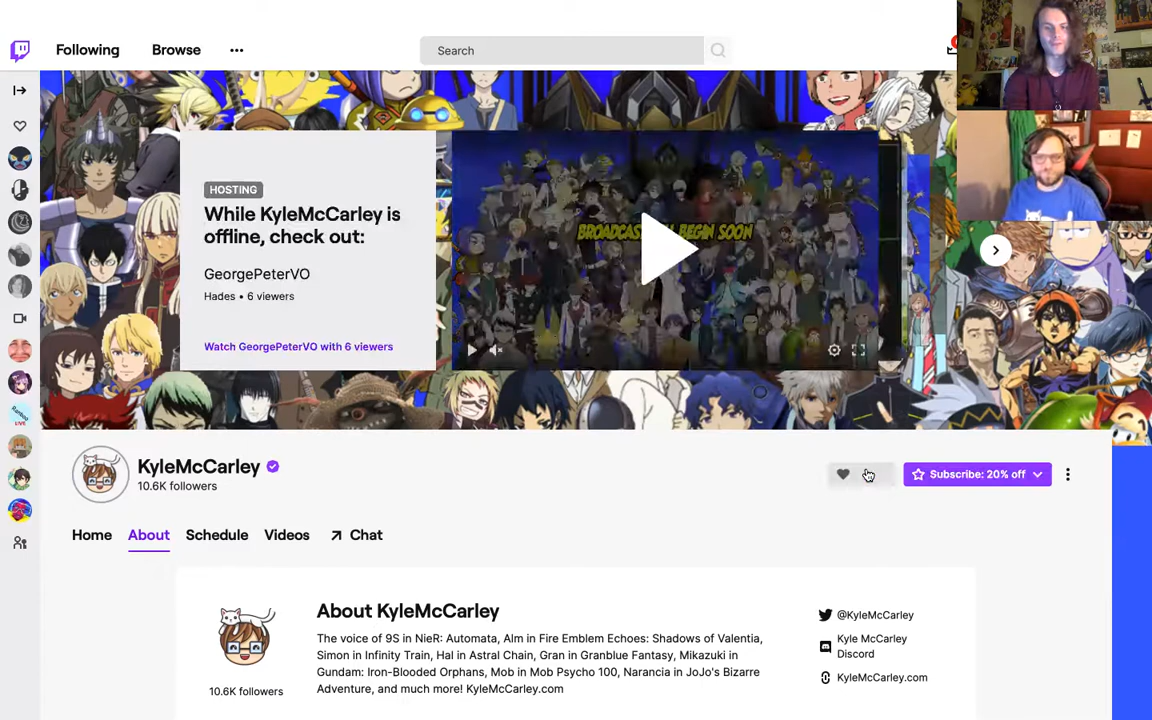 Following
Browse
Search
HOSTING
While KyleMcCarley is
offline, check out:
GeorgePeterVO
Hades • 6 viewers
Watch GeorgePeterVO with 6 viewers
BROADCAST WILL BEGIN SOON
KyleMcCarley
10.6K followers
Subscribe: 20% off
Home
About
Schedule
Videos
Chat
About KyleMcCarley
The voice of 9S in NieR: Automata, Alm in Fire Emblem Echoes: Shadows of Valentia,
Simon in Infinity Train, Hal in Astral Chain, Gran in Granblue Fantasy, Mikazuki in
Gundam: Iron-Blooded Orphans, Mob in Mob Psycho 100, Narancia in JoJo's Bizarre
Adventure, and much more! KyleMcCarley.com
10.6K followers
@KyleMcCarley
Kyle McCarley
Discord
KyleMcCarley.com